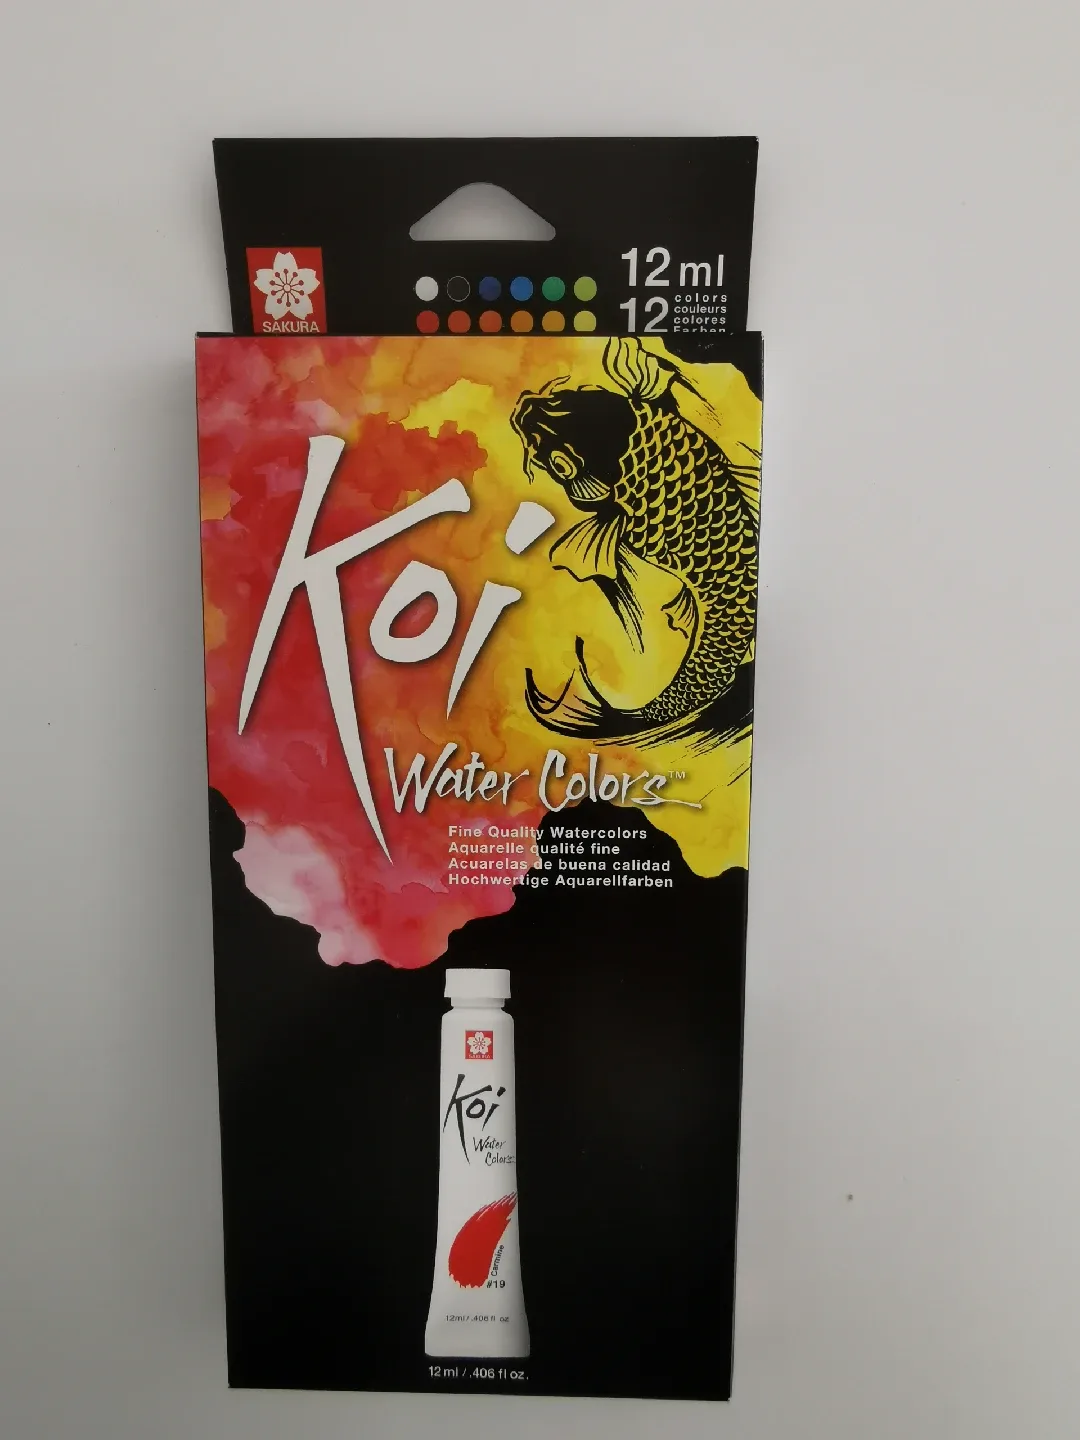 12 ml
12 colors
couleurs
colores
Farben
SAKURA
Koi
Water Colors™
Fine Quality Watercolors
Aquarelle qualité fine
Acuarelas de buena calidad
Hochwertige Aquarellfarben
SAKURA
Koi
Water
Colors
Carmine
#19
12ml / .406 fl oz
12 ml / .406 fl oz.